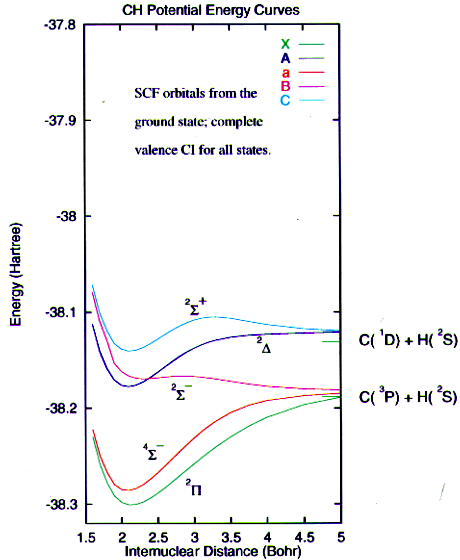 CH Potential Energy Curves
-37.8
-37.9
-38
-38.1
-38.2
-38.3
Energy (Hartree)
X
A
a
B
C
SCF orbitals from the
ground state; complete
valence CI for all states.
²Σ⁺
²Δ
²Σ⁻
⁴Σ⁻
²Π
C(¹D) + H(²S)
C(³P) + H(²S)
1.5 2 2.5 3 3.5 4 4.5 5
Internuclear Distance (Bohr)